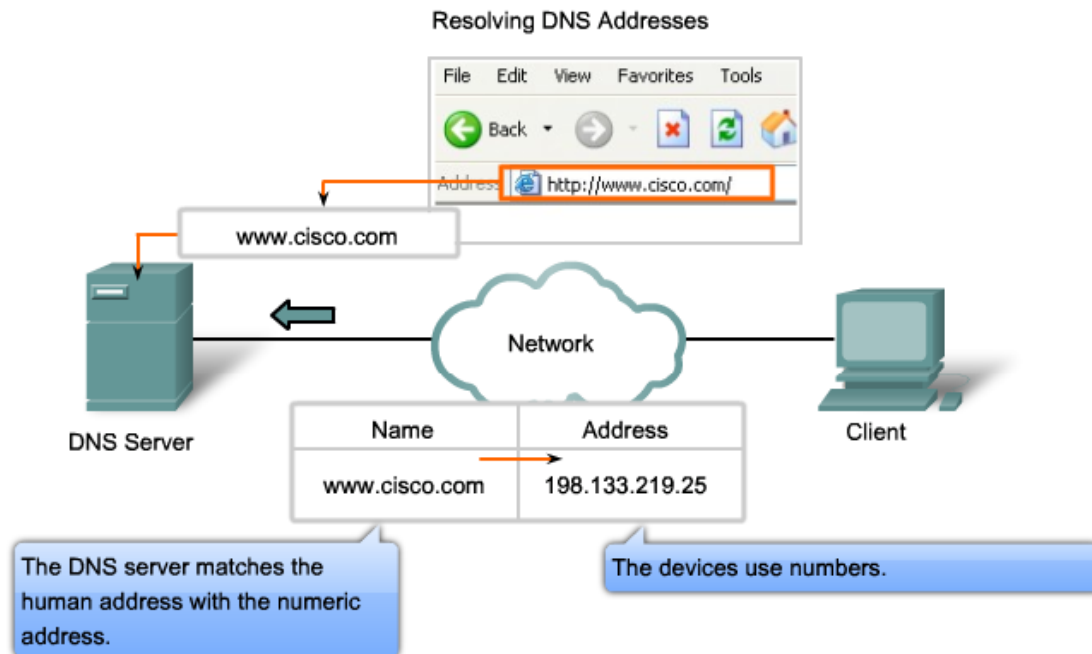 Resolving DNS Addresses
File Edit View Favorites Tools
Back
Address http://www.cisco.com/
www.cisco.com
Network
DNS Server
Client
Name Address
www.cisco.com 198.133.219.25
The DNS server matches the
human address with the numeric
address.
The devices use numbers.